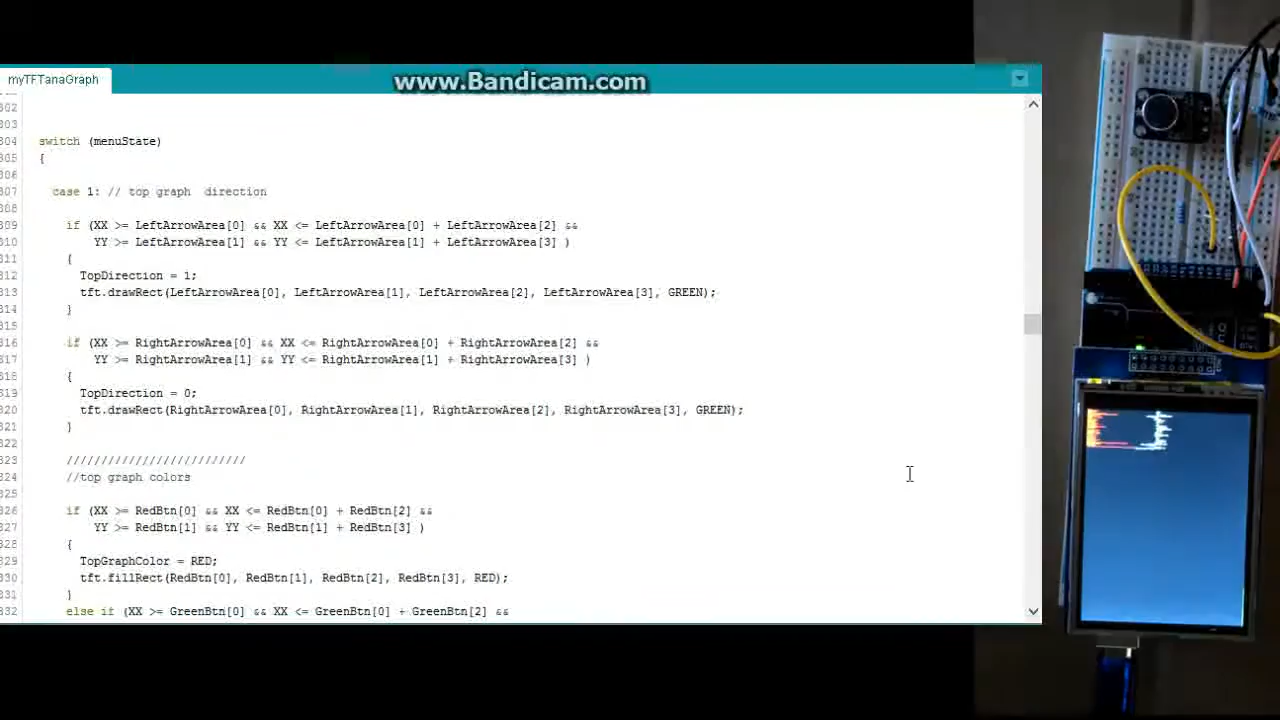 www.Bandicam.com
myTFTanaGraph
302
303
304 switch (menuState)
305 {
306
307 case 1: // top graph  direction
308
309 if (XX >= LeftArrowArea[0] && XX <= LeftArrowArea[0] + LeftArrowArea[2] &&
310 YY >= LeftArrowArea[1] && YY <= LeftArrowArea[1] + LeftArrowArea[3] )
311 {
312 TopDirection = 1;
313 tft.drawRect(LeftArrowArea[0], LeftArrowArea[1], LeftArrowArea[2], LeftArrowArea[3], GREEN);
314 }
315
316 if (XX >= RightArrowArea[0] && XX <= RightArrowArea[0] + RightArrowArea[2] &&
317 YY >= RightArrowArea[1] && YY <= RightArrowArea[1] + RightArrowArea[3] )
318 {
319 TopDirection = 0;
320 tft.drawRect(RightArrowArea[0], RightArrowArea[1], RightArrowArea[2], RightArrowArea[3], GREEN);
321 }
322
323 //////////////////////////
324 //top graph colors
325
326 if (XX >= RedBtn[0] && XX <= RedBtn[0] + RedBtn[2] &&
327 YY >= RedBtn[1] && YY <= RedBtn[1] + RedBtn[3] )
328 {
329 TopGraphColor = RED;
330 tft.fillRect(RedBtn[0], RedBtn[1], RedBtn[2], RedBtn[3], RED);
331 }
332 else if (XX >= GreenBtn[0] && XX <= GreenBtn[0] + GreenBtn[2] &&